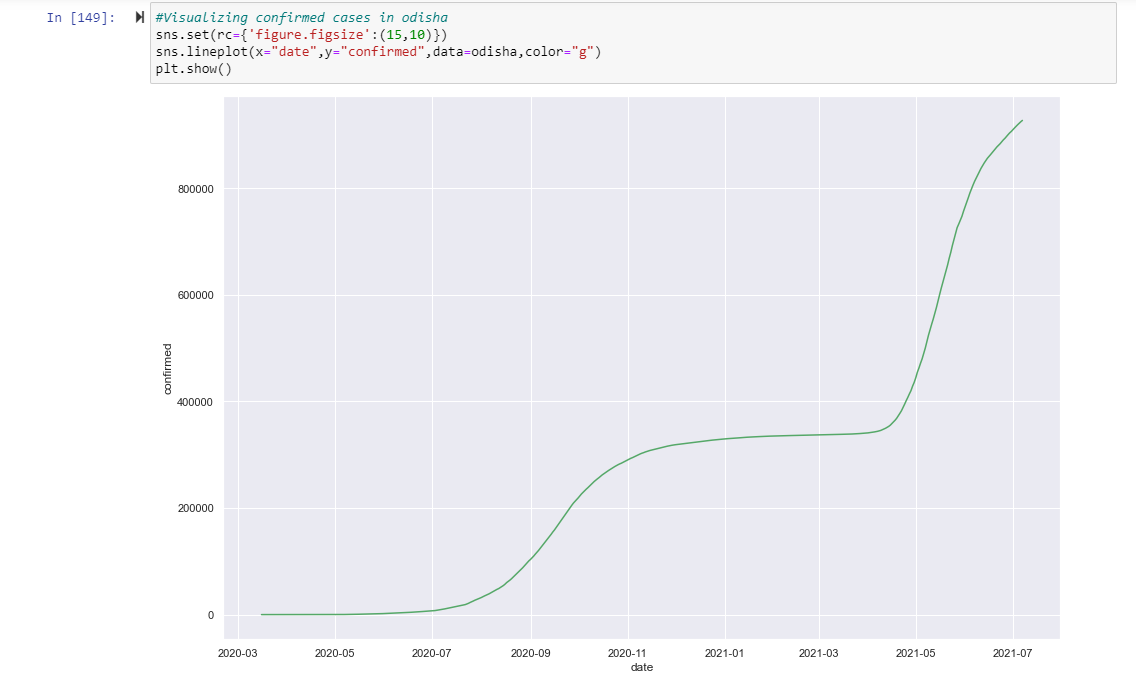 In [149]:
#Visualizing confirmed cases in odisha
sns.set(rc={'figure.figsize':(15,10)})
sns.lineplot(x="date",y="confirmed",data=odisha,color="g")
plt.show()
800000
600000
confirmed
400000
200000
0
2020-03 2020-05 2020-07 2020-09 2020-11 2021-01 2021-03 2021-05 2021-07
date